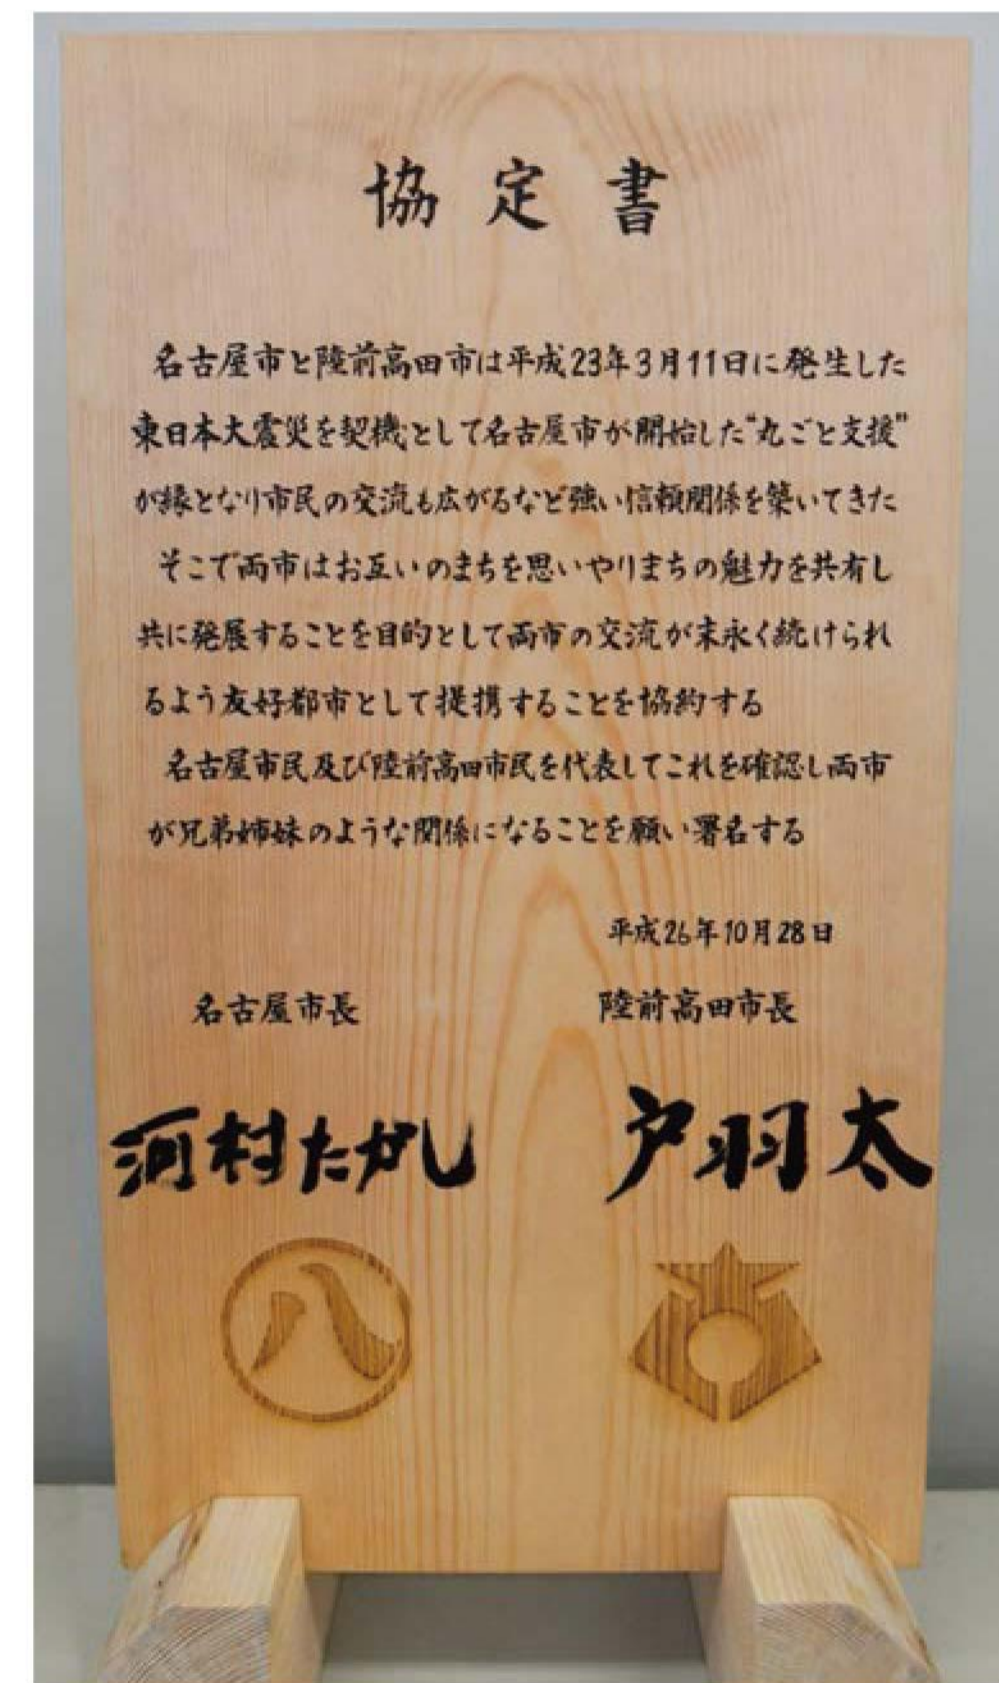 協定書
名古屋市と陸前高田市は平成23年3月11日に発生した
東日本大震災を契機として名古屋市が開始した“丸ごと支援”
が縁となり市民の交流も広がるなど強い信頼関係を築いてきた
そこで両市はお互いのまちを思いやりまちの魅力を共有し
共に発展することを目的として両市の交流が末永く続けられ
るよう友好都市として提携することを協約する
名古屋市民及び陸前高田市民を代表してこれを確認し両市
が兄弟姉妹のような関係になることを願い署名する
平成26年10月28日
名古屋市長 陸前高田市長
河村たかし 戸羽太
八